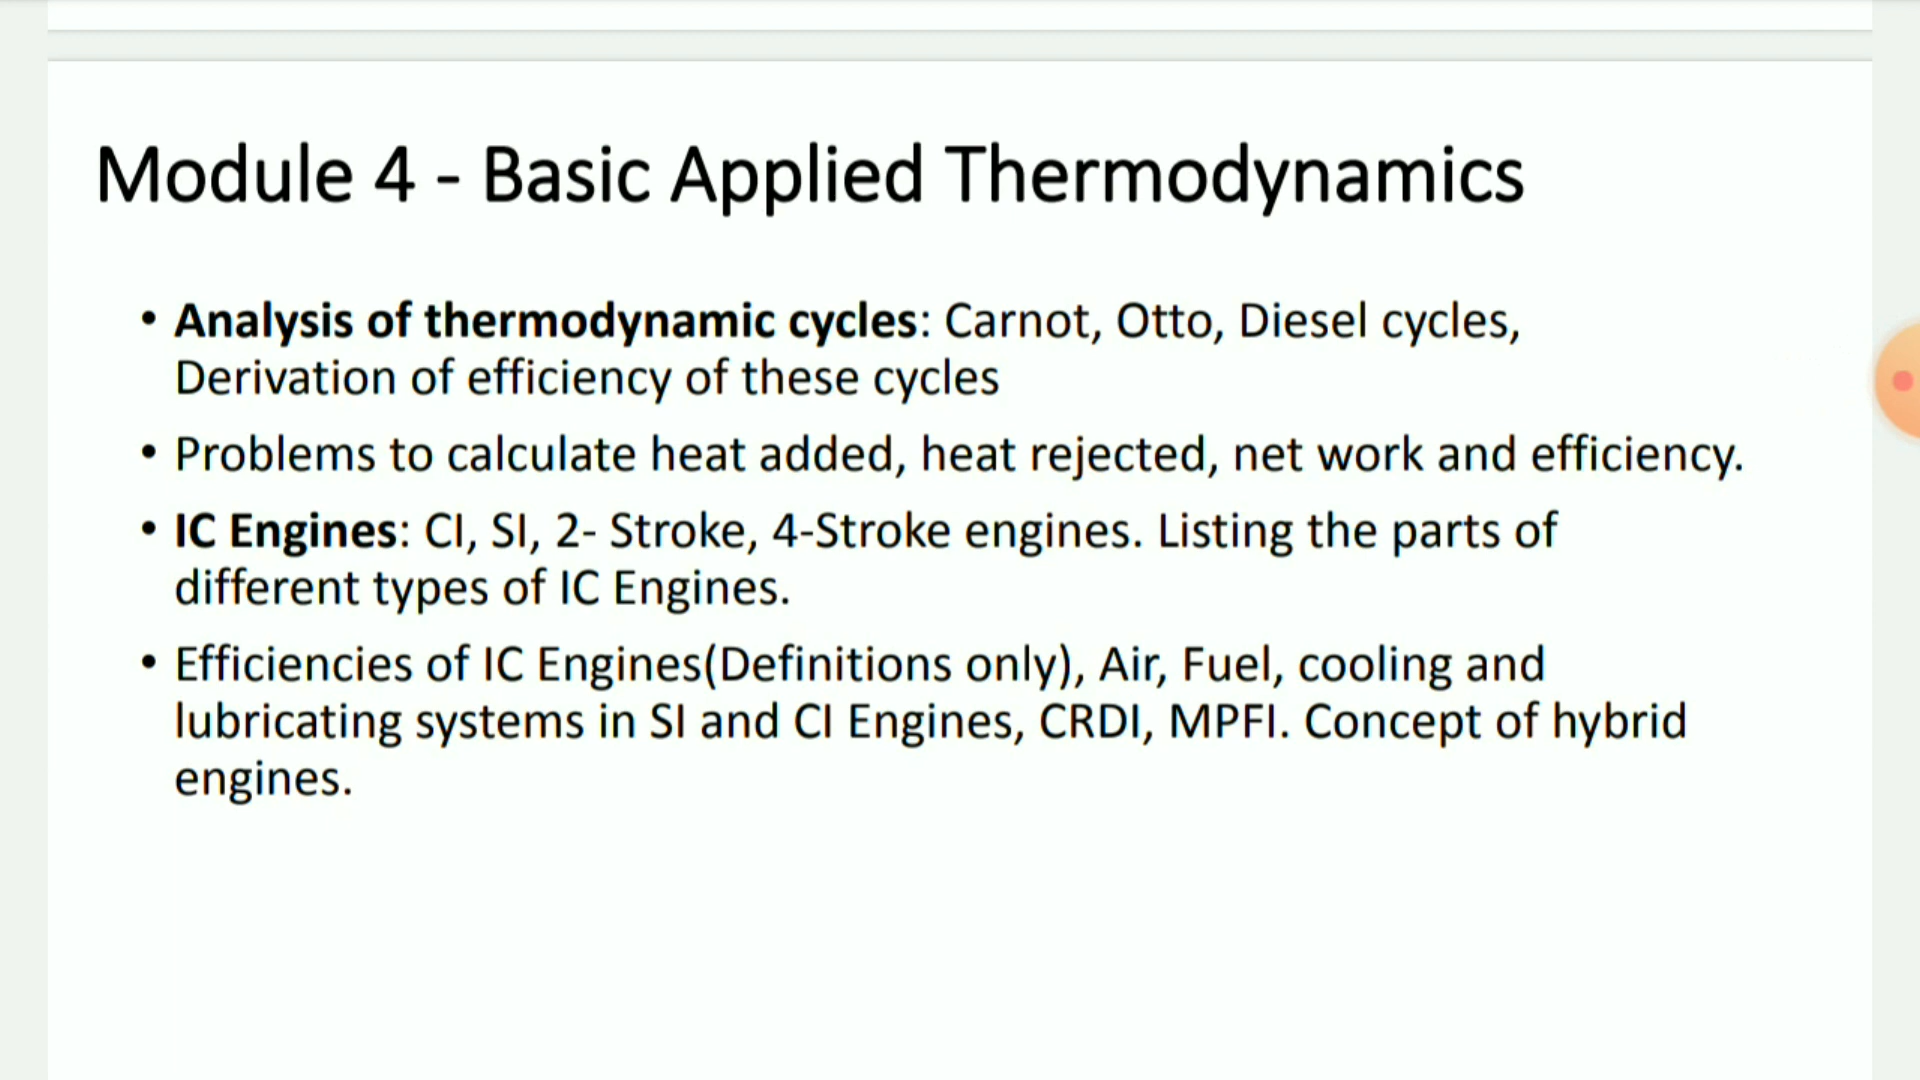 Module 4 - Basic Applied Thermodynamics
• Analysis of thermodynamic cycles: Carnot, Otto, Diesel cycles,
Derivation of efficiency of these cycles
• Problems to calculate heat added, heat rejected, net work and efficiency.
• IC Engines: CI, SI, 2- Stroke, 4-Stroke engines. Listing the parts of
different types of IC Engines.
• Efficiencies of IC Engines(Definitions only), Air, Fuel, cooling and
lubricating systems in SI and CI Engines, CRDI, MPFI. Concept of hybrid
engines.